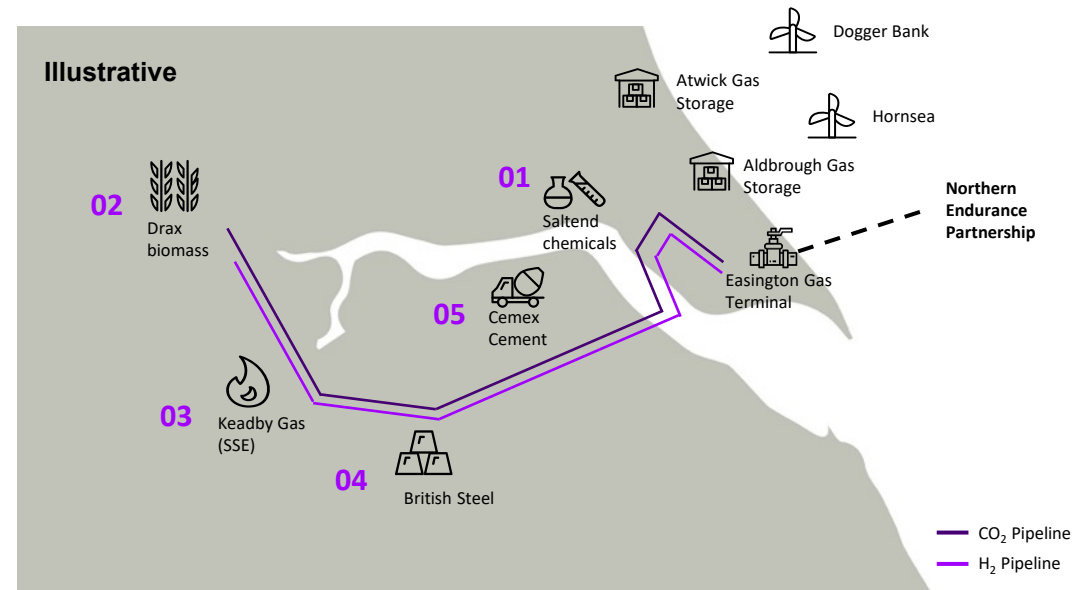 Illustrative
Dogger Bank
Atwick Gas
Storage
Hornsea
01
Saltend
chemicals
Aldbrough Gas
Storage
02
Drax
biomass
Northern
Endurance
Partnership
Easington Gas
Terminal
05
Cemex
Cement
03
Keadby Gas
(SSE)
04
British Steel
CO₂ Pipeline
H₂ Pipeline